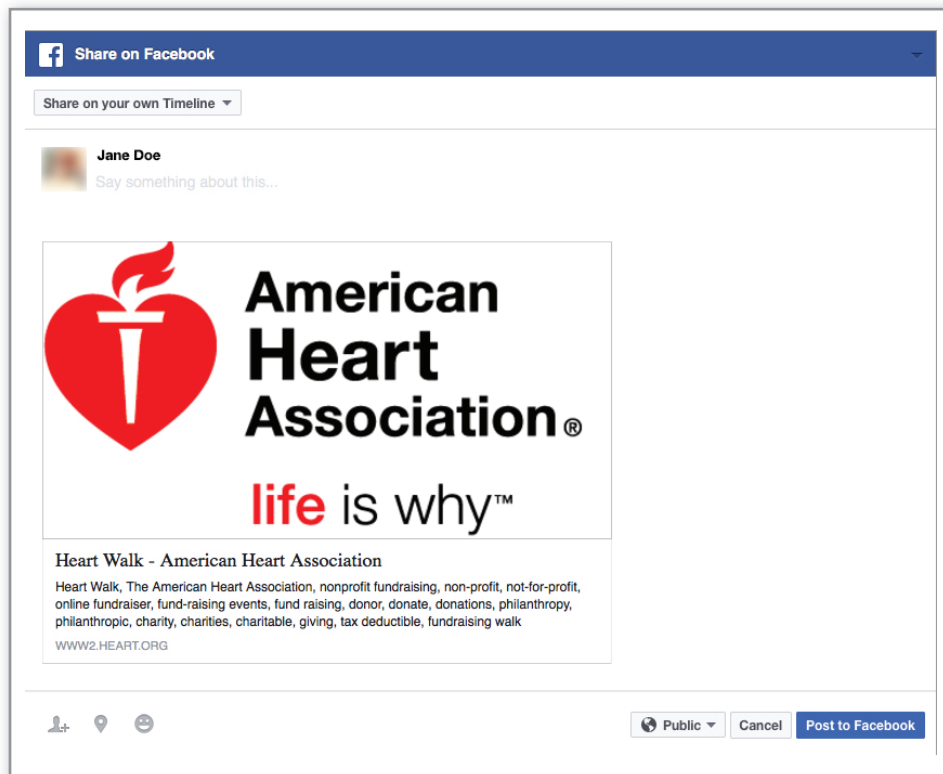 Share on Facebook
Share on your own Timeline
Jane Doe
Say something about this...
American
Heart
Association®
life is why™
Heart Walk - American Heart Association
Heart Walk, The American Heart Association, nonprofit fundraising, non-profit, not-for-profit,
online fundraiser, fund-raising events, fund raising, donor, donate, donations, philanthropy,
philanthropic, charity, charities, charitable, giving, tax deductible, fundraising walk
WWW2.HEART.ORG
Public Cancel Post to Facebook